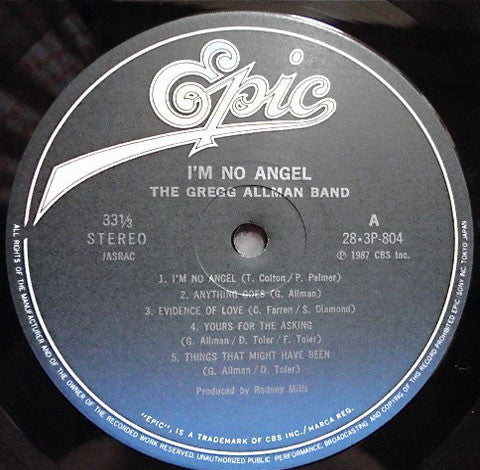 Epic
I'M NO ANGEL
THE GREGG ALLMAN BAND
33⅓
STEREO
JASRAC
A
28・3P-804
℗ 1987 CBS Inc.
1. I'M NO ANGEL (T. Colton/P. Palmer)
2. ANYTHING GOES (G. Allman)
3. EVIDENCE OF LOVE (C. Farren/S. Diamond)
4. YOURS FOR THE ASKING
(G. Allman/D. Toler/F. Toler)
5. THINGS THAT MIGHT HAVE BEEN
(G. Allman/D. Toler)
Produced by Rodney Mills
"EPIC", IS A TRADEMARK OF CBS INC./MARCA REG.
ALL RIGHTS OF THE MANUFACTURER AND OF THE OWNER OF THE RECORDED WORK RESERVED. UNAUTHORIZED PUBLIC PERFORMANCE, BROADCASTING AND COPYING OF THIS RECORD PROHIBITED EPIC/SONY INC. TOKYO JAPAN